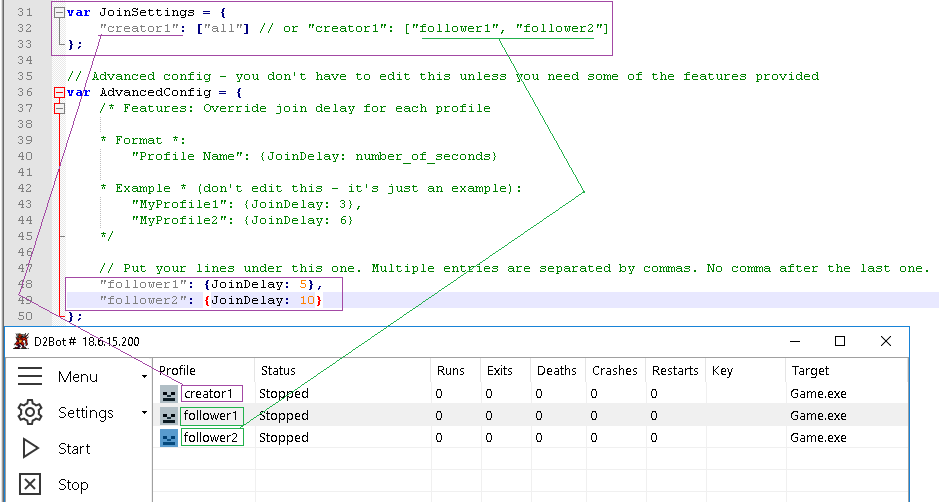 31 var JoinSettings = {
32 "creator1": ["all"] // or "creator1": ["follower1", "follower2"]
33 };
34
35 // Advanced config - you don't have to edit this unless you need some of the features provided
36 var AdvancedConfig = {
37 /* Features: Override join delay for each profile
38
39 * Format *:
40 "Profile Name": {JoinDelay: number_of_seconds}
41
42 * Example * (don't edit this - it's just an example):
43 "MyProfile1": {JoinDelay: 3},
44 "MyProfile2": {JoinDelay: 6}
45 */
46
47 // Put your lines under this one. Multiple entries are separated by commas. No comma after the last one.
48 "follower1": {JoinDelay: 5},
49 "follower2": {JoinDelay: 10}
50 };
D2Bot # 18.6.15.200
Menu
Settings
Start
Stop
Profile Status Runs Exits Deaths Crashes Restarts Key Target
creator1 Stopped 0 0 0 0 0 Game.exe
follower1 Stopped 0 0 0 0 0 Game.exe
follower2 Stopped 0 0 0 0 0 Game.exe